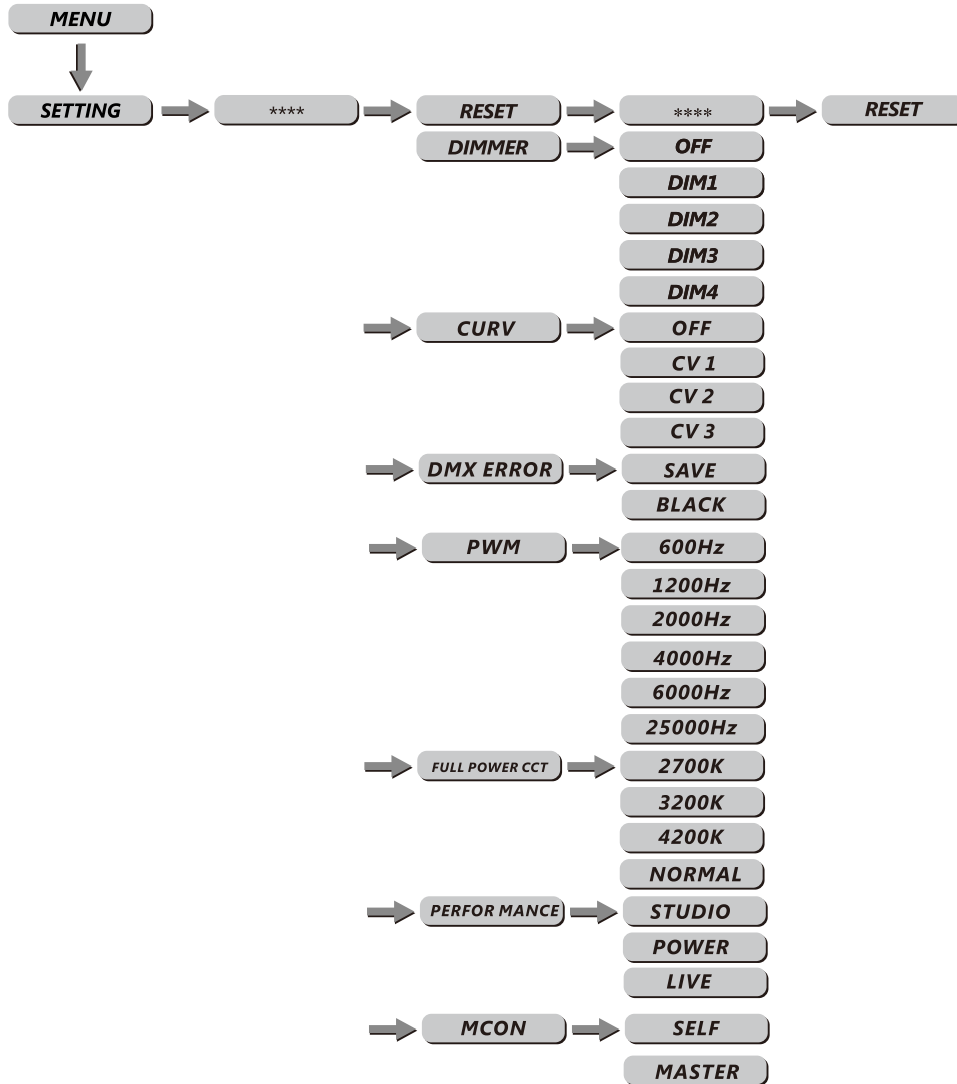 MENU
SETTING
****
RESET
****
RESET
DIMMER
OFF
DIM1
DIM2
DIM3
DIM4
CURV
OFF
CV 1
CV 2
CV 3
DMX ERROR
SAVE
BLACK
PWM
600Hz
1200Hz
2000Hz
4000Hz
6000Hz
25000Hz
FULL POWER CCT
2700K
3200K
4200K
NORMAL
PERFOR MANCE
STUDIO
POWER
LIVE
MCON
SELF
MASTER